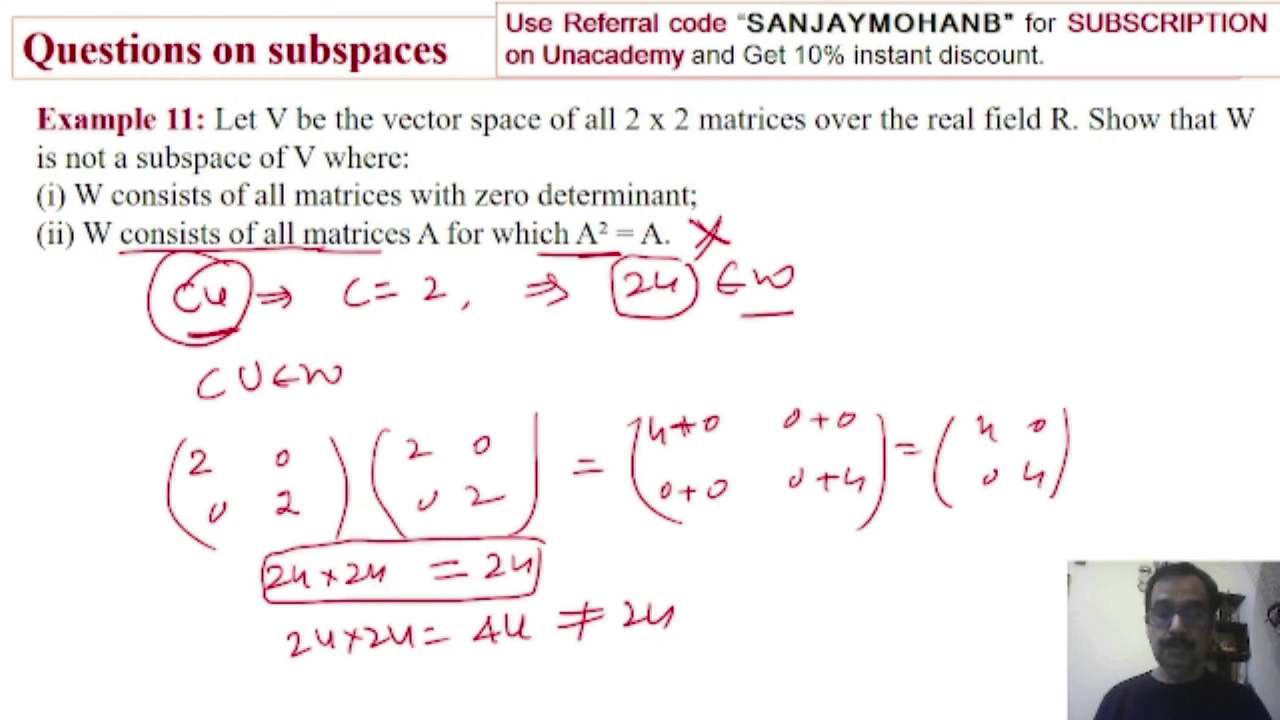 Questions on subspaces
Use Referral code “SANJAYMOHANB” for SUBSCRIPTION
on Unacademy and Get 10% instant discount.
Example 11: Let V be the vector space of all 2 x 2 matrices over the real field R. Show that W
is not a subspace of V where:
(i) W consists of all matrices with zero determinant;
(ii) W consists of all matrices A for which A² = A.
cu ⇒ c = 2, ⇒ 2u ∈ W
cu ∈ W
(2 0) (2 0) = (4+0 0+0) = (4 0)
(0 2) (0 2) (0+0 0+4) (0 4)
2u × 2u = 2u
2u × 2u = 4u ≠ 2u